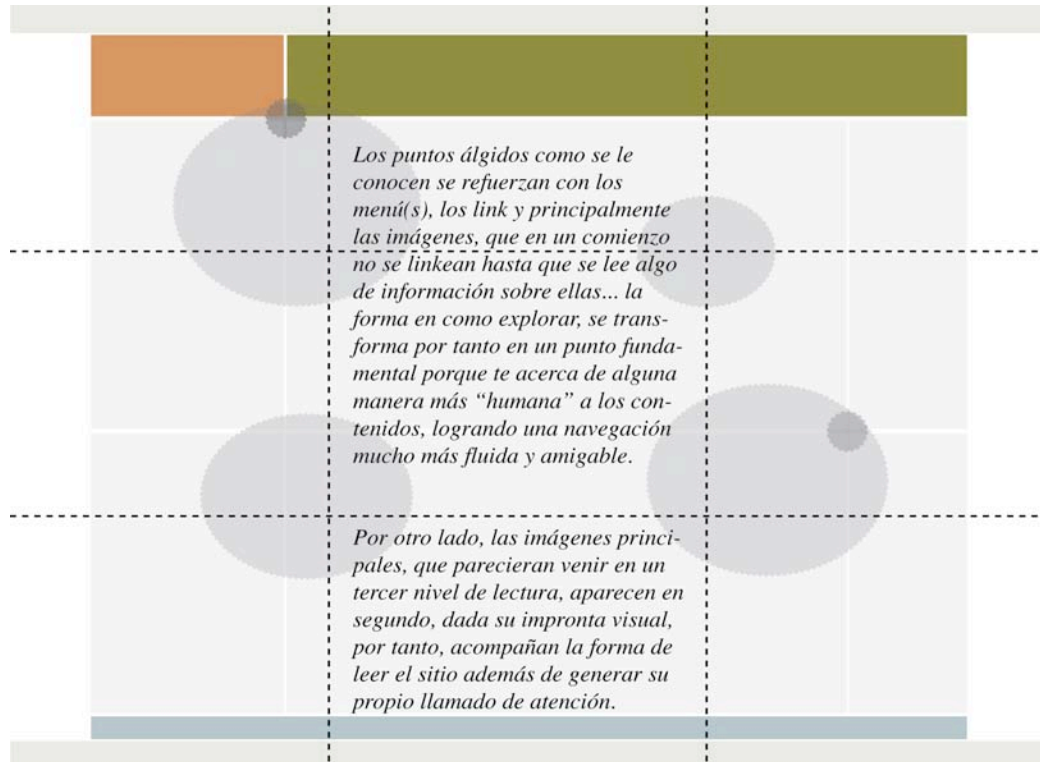 Los puntos álgidos como se le
conocen se refuerzan con los
menú(s), los link y principalmente
las imágenes, que en un comienzo
no se linkean hasta que se lee algo
de información sobre ellas... la
forma en como explorar, se trans-
forma por tanto en un punto funda-
mental porque te acerca de alguna
manera más “humana” a los con-
tenidos, logrando una navegación
mucho más fluida y amigable.
Por otro lado, las imágenes princi-
pales, que parecieran venir en un
tercer nivel de lectura, aparecen en
segundo, dada su impronta visual,
por tanto, acompañan la forma de
leer el sitio además de generar su
propio llamado de atención.